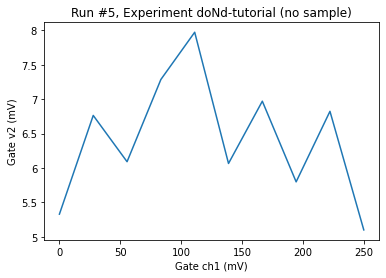 Run #5, Experiment doNd-tutorial (no sample)
8
7.5
7
6.5
6
5.5
5
Gate v2 (mV)
0 50 100 150 200 250
Gate ch1 (mV)